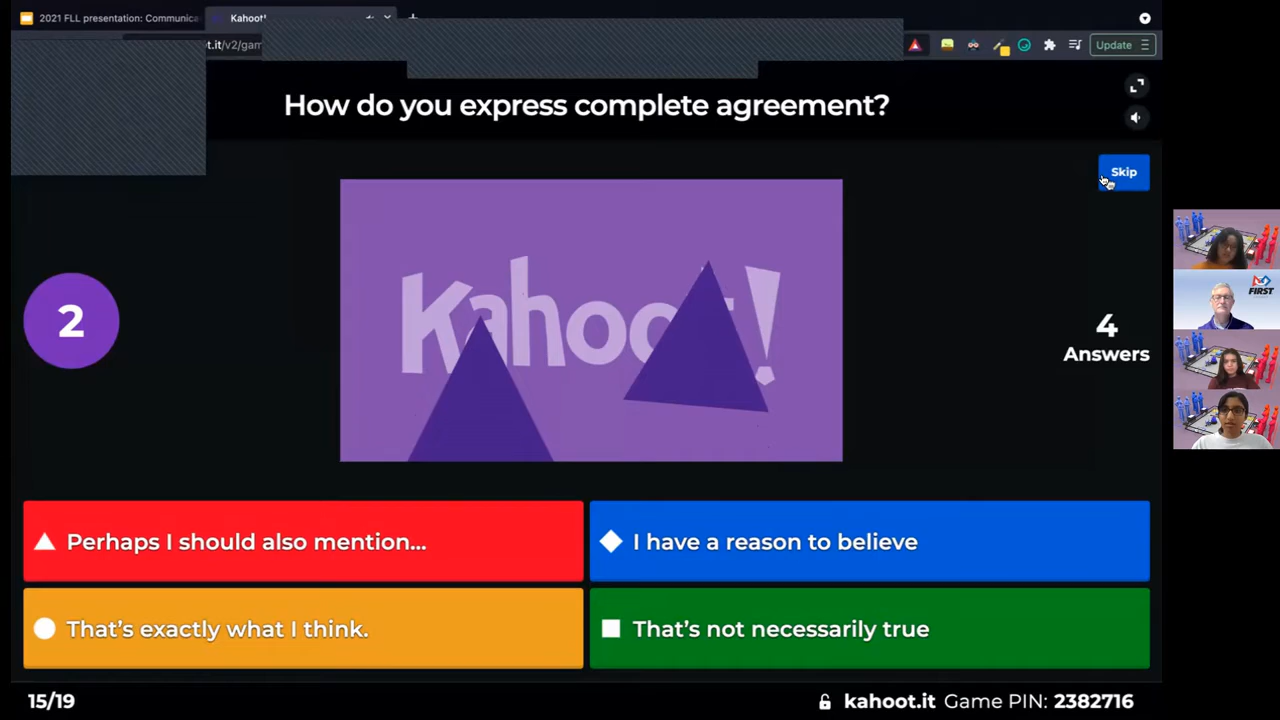 2021 FLL presentation: Communica
Kahoot!
ot.it/v2/gam
Update
How do you express complete agreement?
Skip
2
Kahoot!
4
Answers
FIRST
Perhaps I should also mention...
I have a reason to believe
That's exactly what I think.
That's not necessarily true
15/19
kahoot.it Game PIN: 2382716